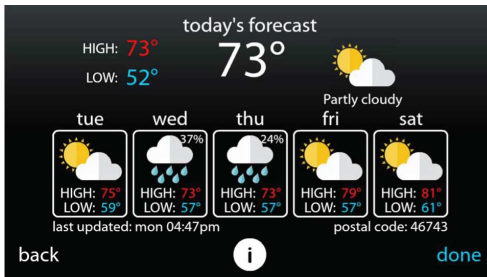 today's forecast
HIGH: 73°
LOW: 52°
73°
Partly cloudy
tue wed thu fri sat
37% 24%
HIGH: 75° HIGH: 73° HIGH: 73° HIGH: 79° HIGH: 81°
LOW: 59° LOW: 57° LOW: 57° LOW: 57° LOW: 61°
last updated: mon 04:47pm postal code: 46743
back i done